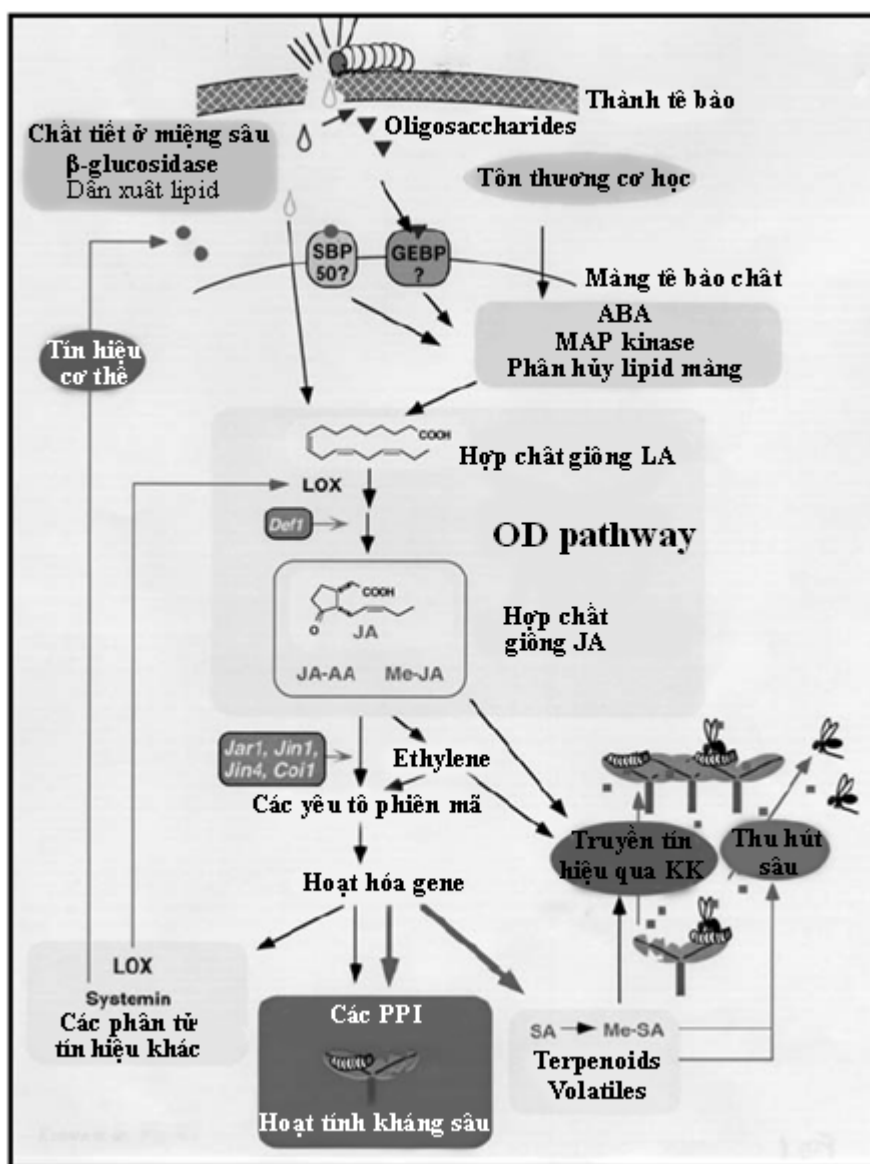 Thành tế bào
Oligosaccharides
Chất tiết ở miệng sâu
β-glucosidase
Dẫn xuất lipid
Tổn thương cơ học
SBP
50?
GEBP
?
Màng tế bào chất
ABA
MAP kinase
Phân hủy lipid màng
Tín hiệu
cơ thể
COOH
Hợp chất giống LA
LOX
Def1
OD pathway
COOH
O
JA
JA-AA Me-JA
Hợp chất
giống JA
Jar1, Jin1,
Jin4, Coi1
Ethylene
Các yếu tố phiên mã
Truyền tín
hiệu qua KK
Thu hút
sâu
Hoạt hóa gene
LOX
Systemin
Các phân tử
tín hiệu khác
Các PPI
Hoạt tính kháng sâu
SA Me-SA
Terpenoids
Volatiles